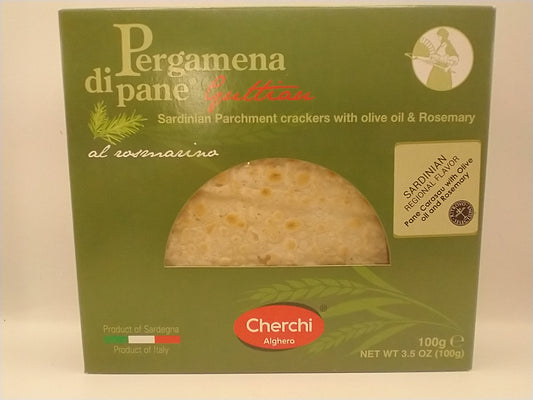 Pergamena
di pane Guttiau
Sardinian Parchment crackers with olive oil & Rosemary
al rosmarino
SARDINIAN
REGIONAL FLAVOR
Pane Carasau with Olive
oil and Rosemary
Product of Sardegna
Product of Italy
Cherchi®
Alghero
100g ℮
NET WT 3.5 OZ (100g)